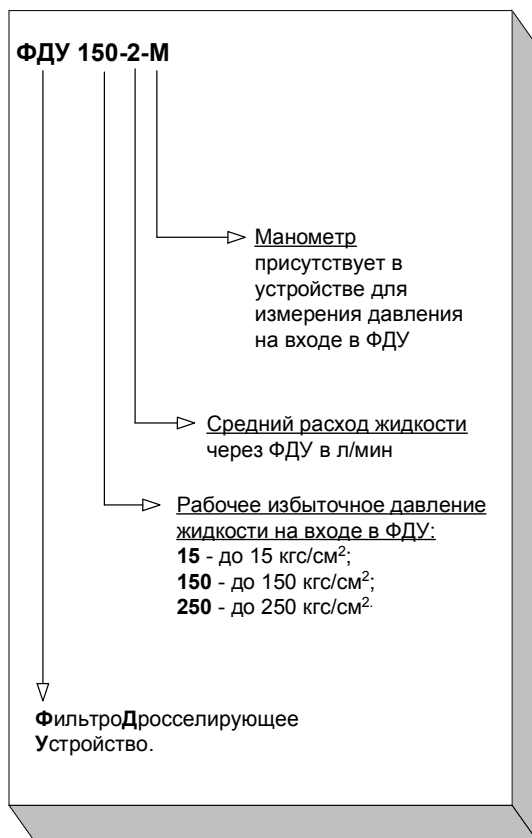 ФДУ 150-2-М
Манометр
присутствует в
устройстве для
измерения давления
на входе в ФДУ
Средний расход жидкости
через ФДУ в л/мин
Рабочее избыточное давление
жидкости на входе в ФДУ:
15 - до 15 кгс/см²;
150 - до 150 кгс/см²;
250 - до 250 кгс/см².
ФильтроДросселирующее
Устройство.